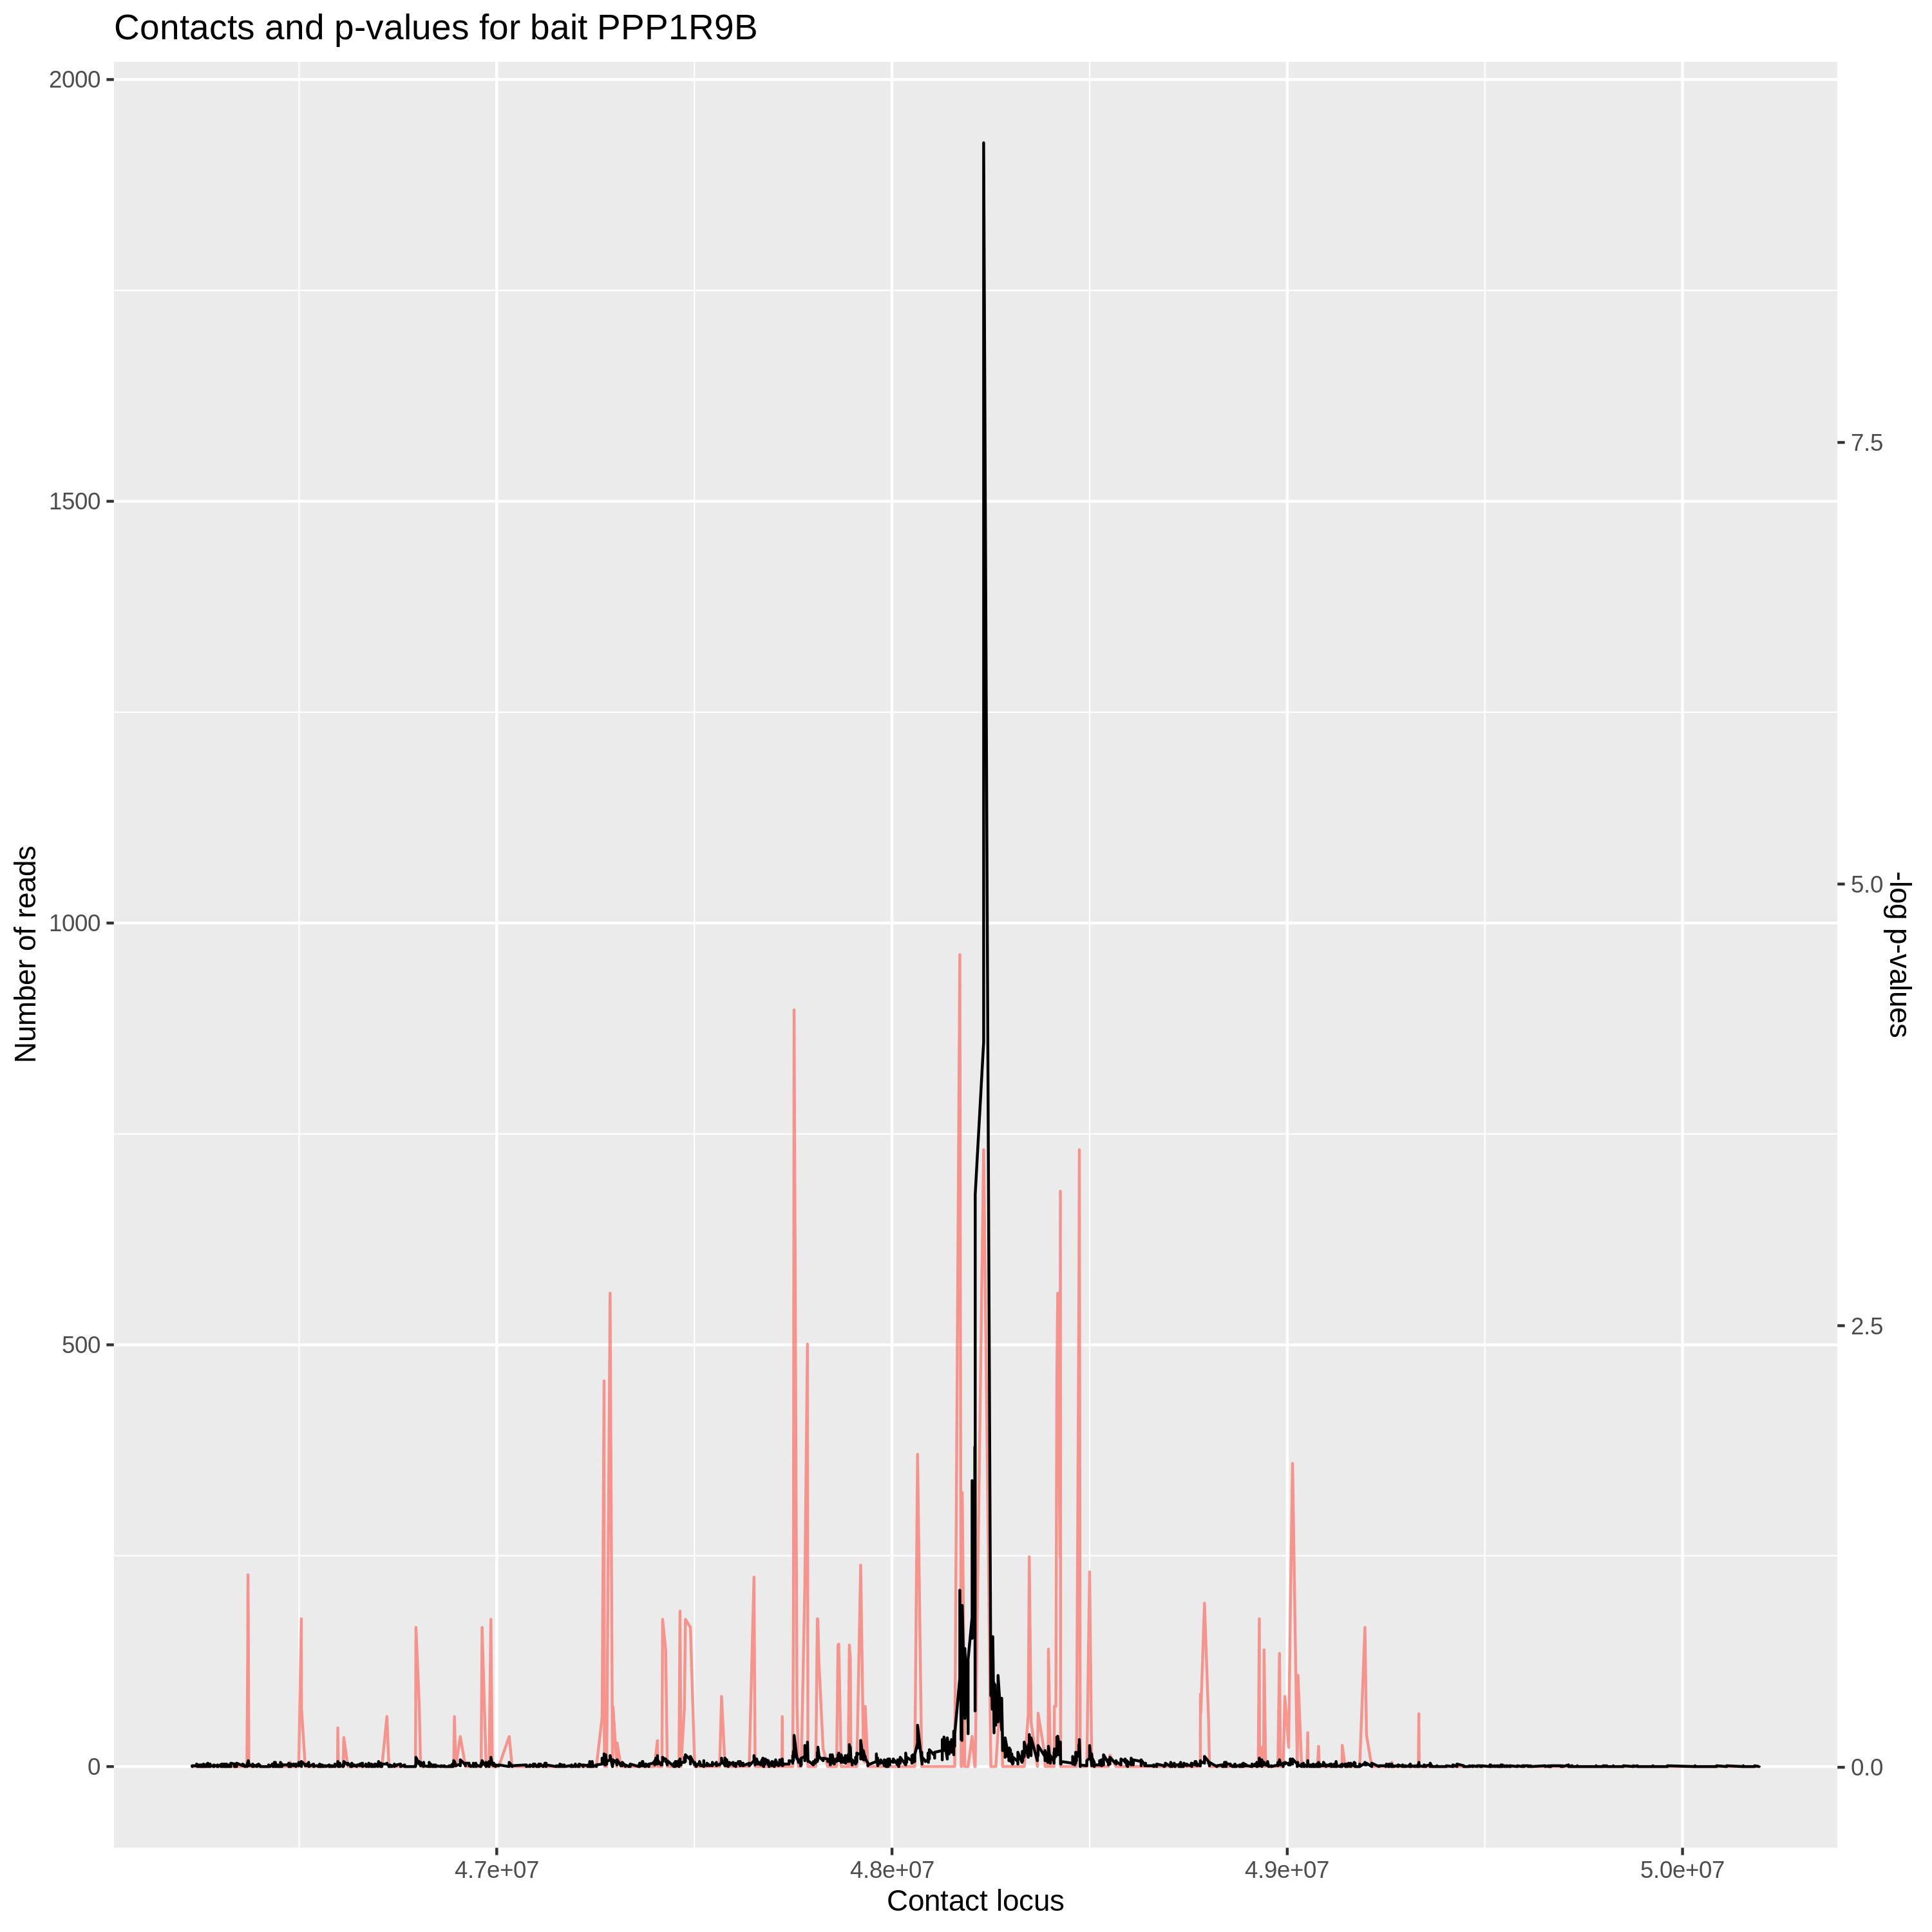 Contacts and p-values for bait PPP1R9B
2000
1500
1000
500
0
Number of reads
7.5
5.0
2.5
0.0
-log p-values
4.7e+07
4.8e+07
4.9e+07
5.0e+07
Contact locus